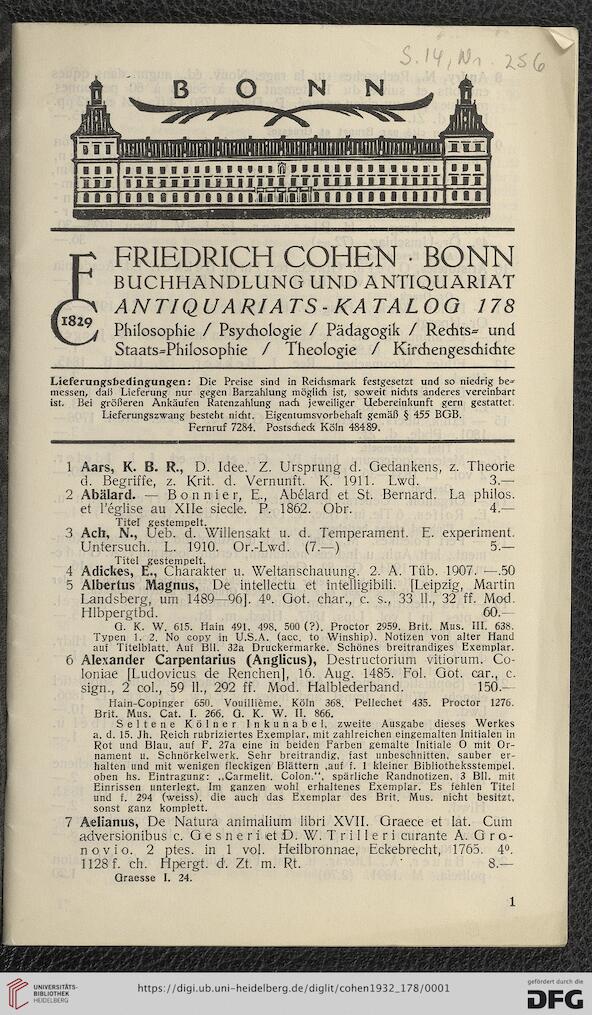 S. 14, Nr. 256
BONN
FRIEDRICH COHEN · BONN
BUCHHANDLUNG UND ANTIQUARIAT
ANTIQUARIATS-KATALOG 178
FC 1829
Philosophie / Psychologie / Pädagogik / Rechts= und
Staats=Philosophie / Theologie / Kirchengeschichte
Lieferungsbedingungen: Die Preise sind in Reichsmark festgesetzt und so niedrig be=
messen, daß Lieferung nur gegen Barzahlung möglich ist, soweit nichts anderes vereinbart
ist. Bei größeren Ankäufen Ratenzahlung nach jeweiliger Uebereinkunft gern gestattet.
Lieferungszwang besteht nicht. Eigentumsvorbehalt gemäß § 455 BGB.
Fernruf 7284. Postscheck Köln 48489.
1 Aars, K. B. R., D. Idee. Z. Ursprung d. Gedankens, z. Theorie
d. Begriffe, z. Krit. d. Vernunft. K. 1911. Lwd. 3.—
2 Abälard. — Bonnier, E., Abélard et St. Bernard. La philos.
et l'église au XIIe siecle. P. 1862. Obr. 4.—
Titel gestempelt.
3 Ach, N., Ueb. d. Willensakt u. d. Temperament. E. experiment.
Untersuch. L. 1910. Or.-Lwd. (7.—) 5.—
Titel gestempelt.
4 Adickes, E., Charakter u. Weltanschauung. 2. A. Tüb. 1907. —.50
5 Albertus Magnus, De intellectu et intelligibili. [Leipzig, Martin
Landsberg, um 1489—96]. 4⁰. Got. char., c. s., 33 ll., 32 ff. Mod.
Hlbpergtbd. 60.—
G. K. W. 615. Hain 491. 498. 500 (?). Proctor 2959. Brit. Mus. III. 638.
Typen 1. 2. No copy in U.S.A. (acc. to Winship). Notizen von alter Hand
auf Titelblatt. Auf Bll. 32a Druckermarke. Schönes breitrandiges Exemplar.
6 Alexander Carpentarius (Anglicus), Destructorium vitiorum. Co-
loniae [Ludovicus de Renchen], 16. Aug. 1485. Fol. Got. car., c.
sign., 2 col., 59 ll., 292 ff. Mod. Halblederband. 150.—
Hain-Copinger 650. Vouillième. Köln 368. Pellechet 435. Proctor 1276.
Brit. Mus. Cat. I. 266. G. K. W. II. 866.
Seltene Kölner Inkunabel, zweite Ausgabe dieses Werkes
a. d. 15. Jh. Reich rubriziertes Exemplar, mit zahlreichen eingemalten Initialen in
Rot und Blau, auf F. 27a eine in beiden Farben gemalte Initiale O mit Or-
nament u. Schnörkelwerk. Sehr breitrandig, fast unbeschnitten, sauber er-
halten und mit wenigen fleckigen Blättern ,auf f. 1 kleiner Bibliotheksstempel.
oben hs. Eintragung: „Carmelit. Colon.“, spärliche Randnotizen, 3 Bll. mit
Einrissen unterlegt. Im ganzen wohl erhaltenes Exemplar. Es fehlen Titel
und f. 294 (weiss), die auch das Exemplar des Brit. Mus. nicht besitzt,
sonst ganz komplett.
7 Aelianus, De Natura animalium libri XVII. Graece et lat. Cum
adversionibus c. Gesneri et D. W. Trilleri curante A. Gro-
novio. 2 ptes. in 1 vol. Heilbronnae, Eckebrecht, 1765. 4⁰.
1128 f. ch. Hpergt. d. Zt. m. Rt. 8.—
Graesse I. 24.
1
UNIVERSITÄTS-
BIBLIOTHEK
HEIDELBERG
https://digi.ub.uni-heidelberg.de/diglit/cohen1932_178/0001
gefördert durch die
DFG